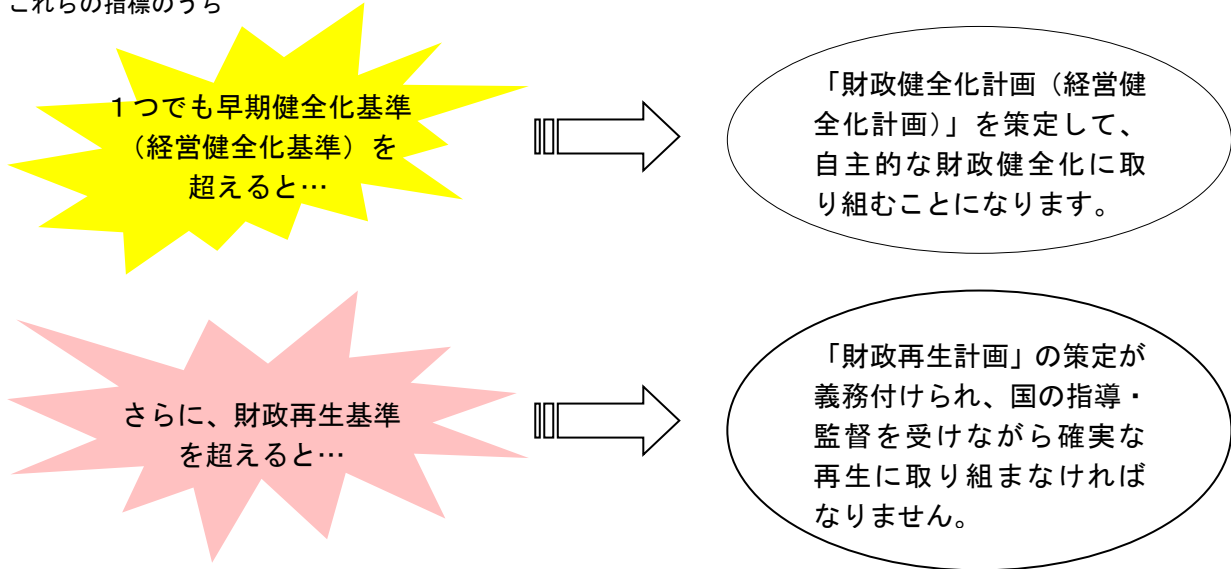 これらの指標のうち
１つでも早期健全化基準
（経営健全化基準）を
超えると…
「財政健全化計画（経営健
全化計画）」を策定して、
自主的な財政健全化に取
り組むことになります。
さらに、財政再生基準
を超えると…
「財政再生計画」の策定が
義務付けられ、国の指導・
監督を受けながら確実な
再生に取り組まなければ
なりません。